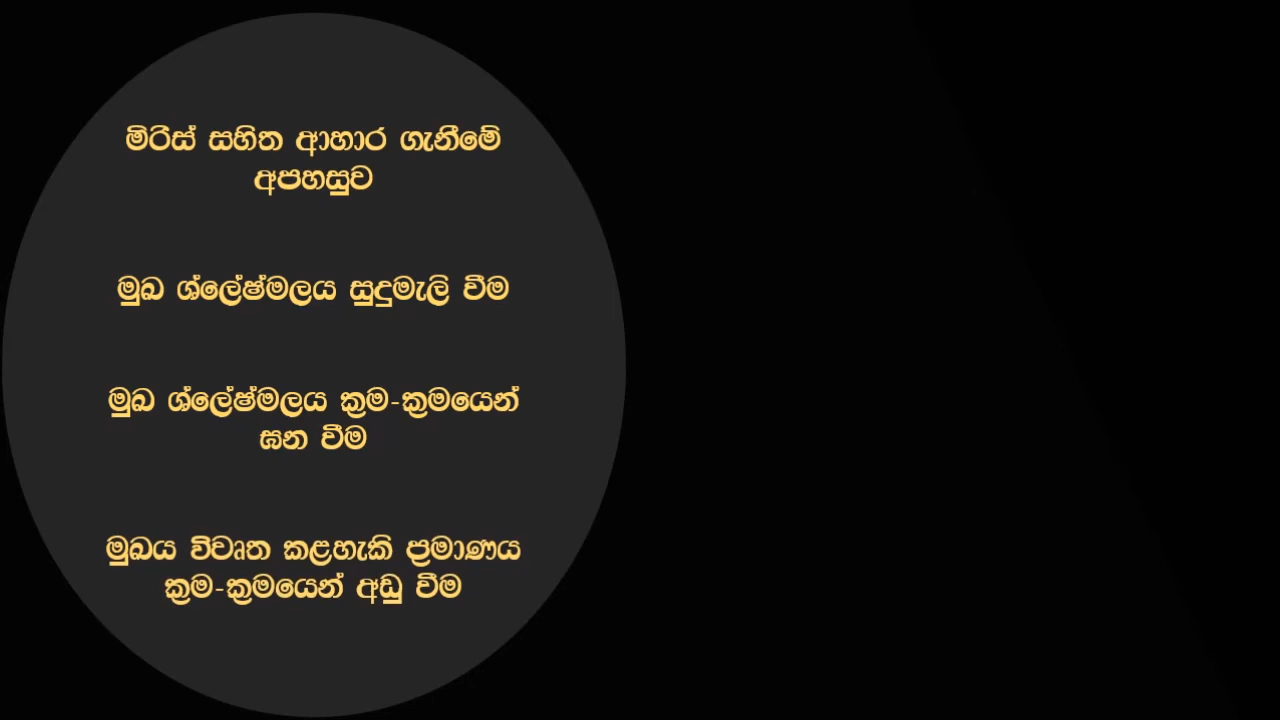 මිරිස් සහිත ආහාර ගැනීමේ
අපහසුව
මුඛ ශ්ලේෂ්මලය සුදුමැලි වීම
මුඛ ශ්ලේෂ්මලය ක්‍රම-ක්‍රමයෙන්
ඝන වීම
මුඛය විවෘත කළහැකි ප්‍රමාණය
ක්‍රම-ක්‍රමයෙන් අඩු වීම